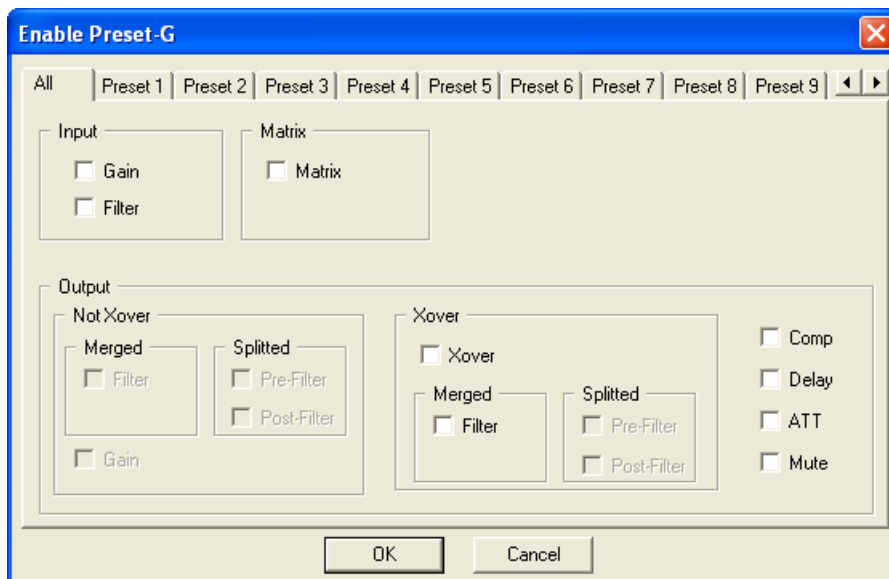 Enable Preset-G
All Preset 1 Preset 2 Preset 3 Preset 4 Preset 5 Preset 6 Preset 7 Preset 8 Preset 9
Input
Gain
Filter
Matrix
Matrix
Output
Not Xover
Merged
Filter
Splitted
Pre-Filter
Post-Filter
Gain
Xover
Xover
Merged
Filter
Splitted
Pre-Filter
Post-Filter
Comp
Delay
ATT
Mute
OK Cancel